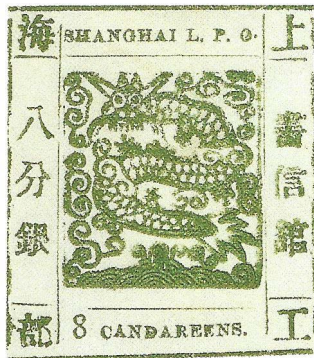 SHANGHAI L. P. O.
上
書信館
工
海
八分銀
部
8 CANDAREENS.